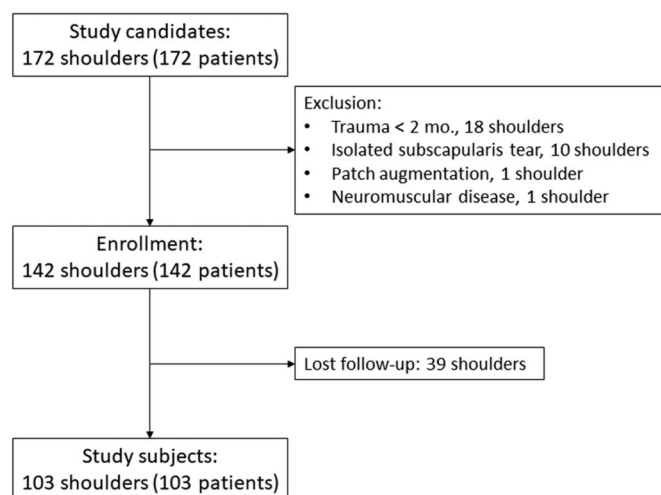 Study candidates:
172 shoulders (172 patients)
Exclusion:
• Trauma < 2 mo., 18 shoulders
• Isolated subscapularis tear, 10 shoulders
• Patch augmentation, 1 shoulder
• Neuromuscular disease, 1 shoulder
Enrollment:
142 shoulders (142 patients)
Lost follow-up: 39 shoulders
Study subjects:
103 shoulders (103 patients)